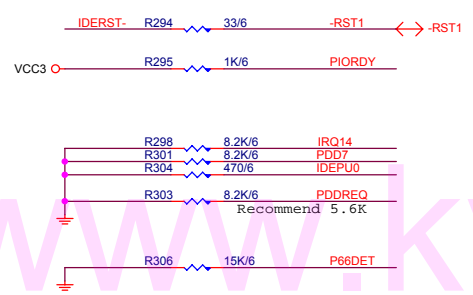 IDERST- R294 33/6 -RST1 -RST1
R295 1K/6 PIORDY
VCC3
R298 8.2K/6 IRQ14
R301 8.2K/6 PDD7
R304 470/6 IDEPU0
R303 8.2K/6 PDDREQ
Recommend 5.6K
R306 15K/6 P66DET
www.k